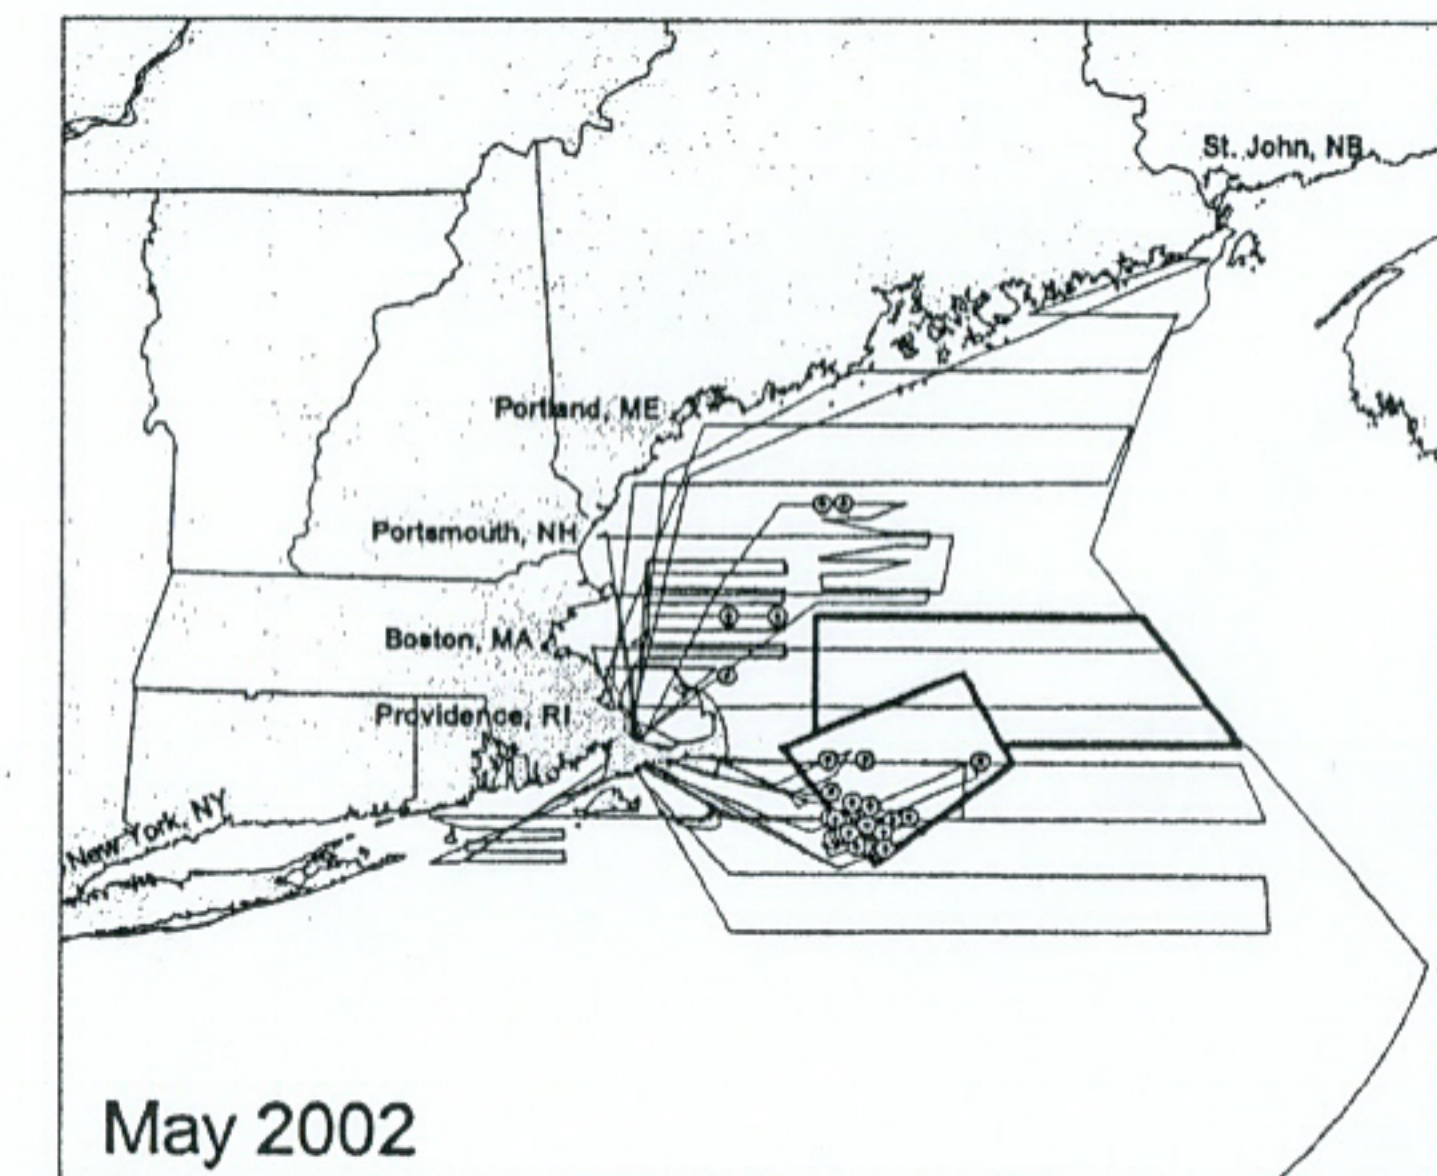 St. John, NB
Portland, ME
Portsmouth, NH
Boston, MA
Providence, RI
New York, NY
May 2002